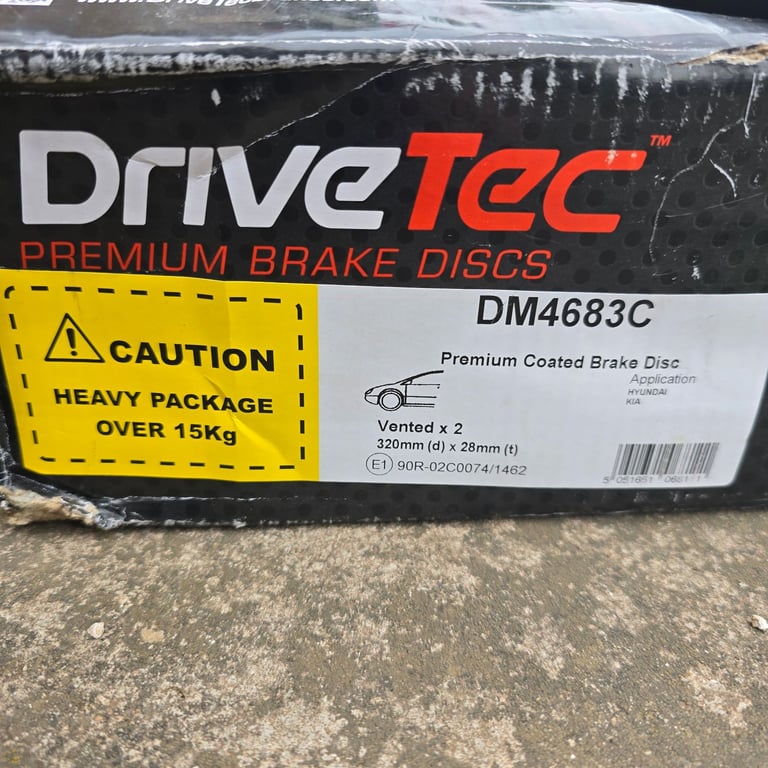 DriveTec™
PREMIUM BRAKE DISCS
CAUTION
HEAVY PACKAGE
OVER 15Kg
DM4683C
Premium Coated Brake Disc
Application
HYUNDAI
KIA
Vented x 2
320mm (d) x 28mm (t)
E1 90R-02C0074/1462